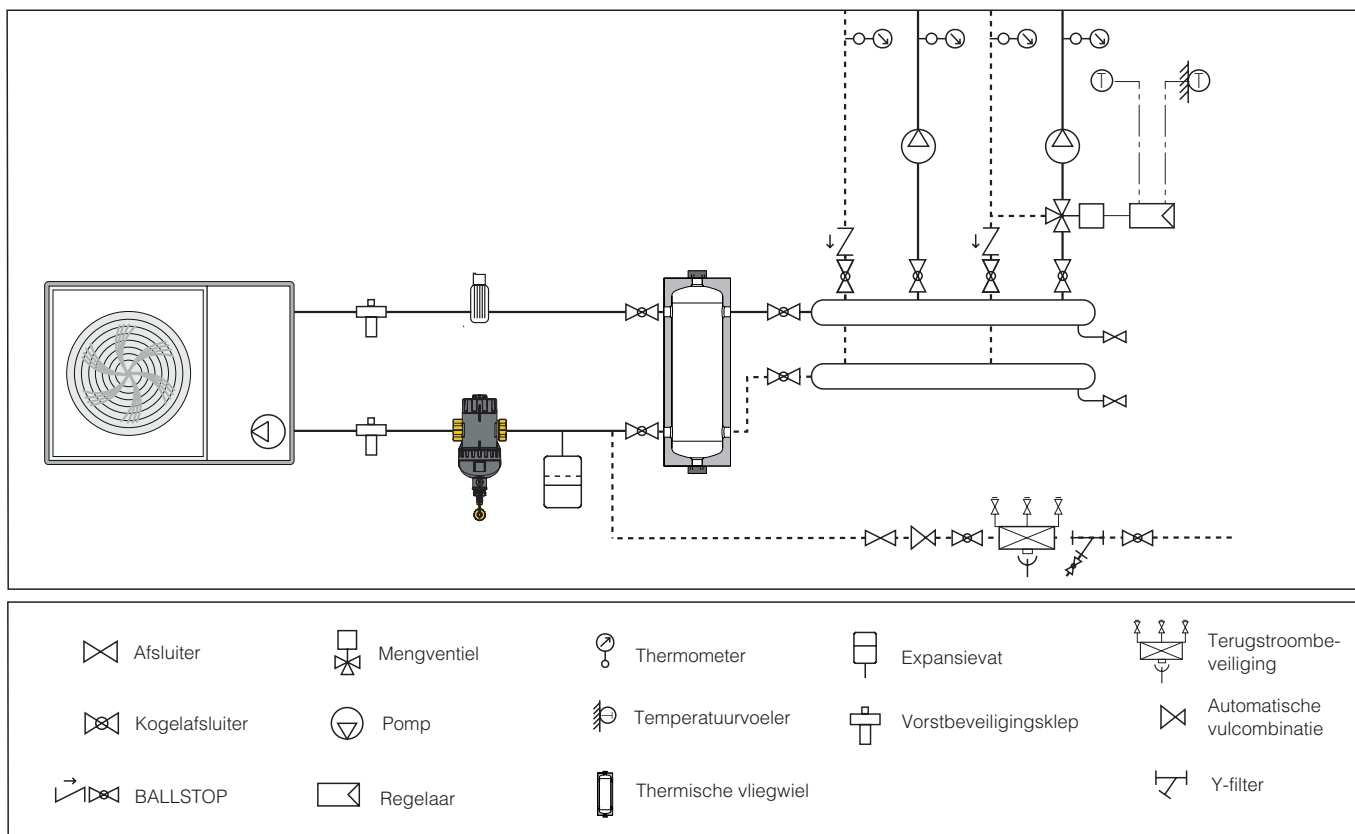 T
T
Afsluiter
Mengventiel
Thermometer
Expansievat
Terugstroombe-
veiliging
Kogelafsluiter
Pomp
Temperatuurvoeler
Vorstbeveiligingsklep
Automatische
vulcombinatie
BALLSTOP
Regelaar
Thermische vliegwiel
Y-filter